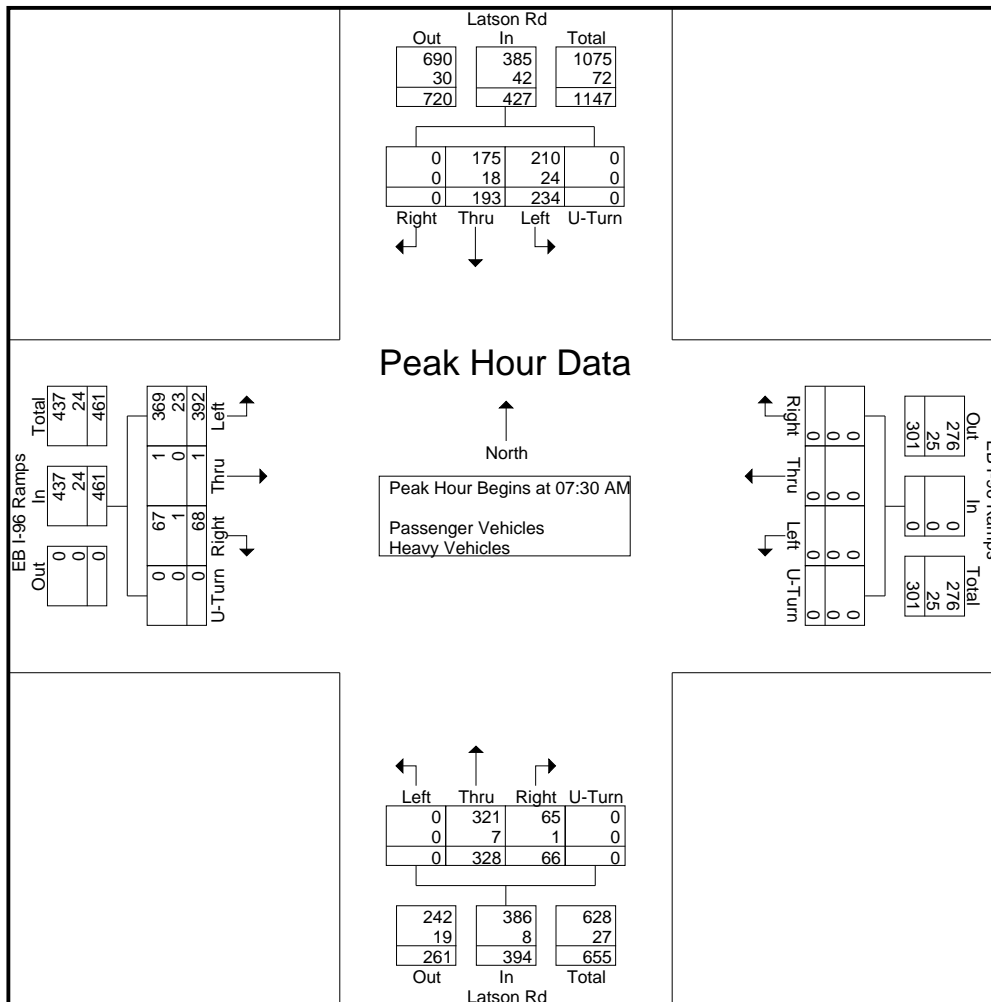 Latson Rd
Out In Total
690 385 1075
30 42 72
720 427 1147
0 175 210 0
0 18 24 0
0 193 234 0
Right Thru Left U-Turn
Peak Hour Data
North
Peak Hour Begins at 07:30 AM
Passenger Vehicles
Heavy Vehicles
EB I-96 Ramps
Total In Out
437 437 0
24 24 0
461 461 0
369 1 67 0
23 0 1 0
392 1 68 0
Left Thru Right U-Turn
Right Thru Left U-Turn
0 0 0 0
0 0 0 0
0 0 0 0
Out In Total
276 0 276
25 0 25
301 0 301
Ramps
Left Thru Right U-Turn
0 321 65 0
0 7 1 0
0 328 66 0
242 386 628
19 8 27
261 394 655
Out In Total
Latson Rd